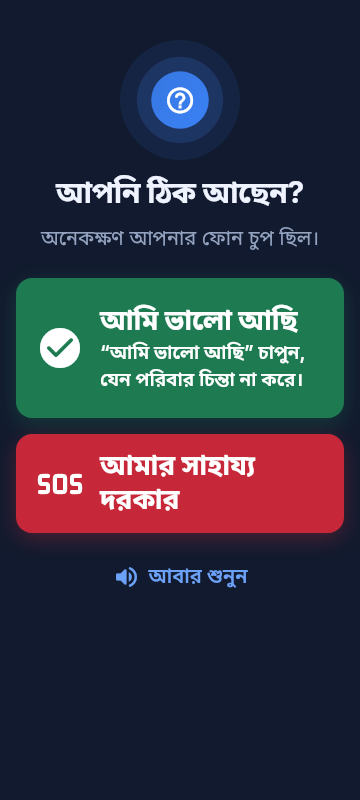 আপনি ঠিক আছেন?
অনেকক্ষণ আপনার ফোন চুপ ছিল।
আমি ভালো আছি
“আমি ভালো আছি” চাপুন,
যেন পরিবার চিন্তা না করে।
SOS
আমার সাহায্য
দরকার
আবার শুনুন